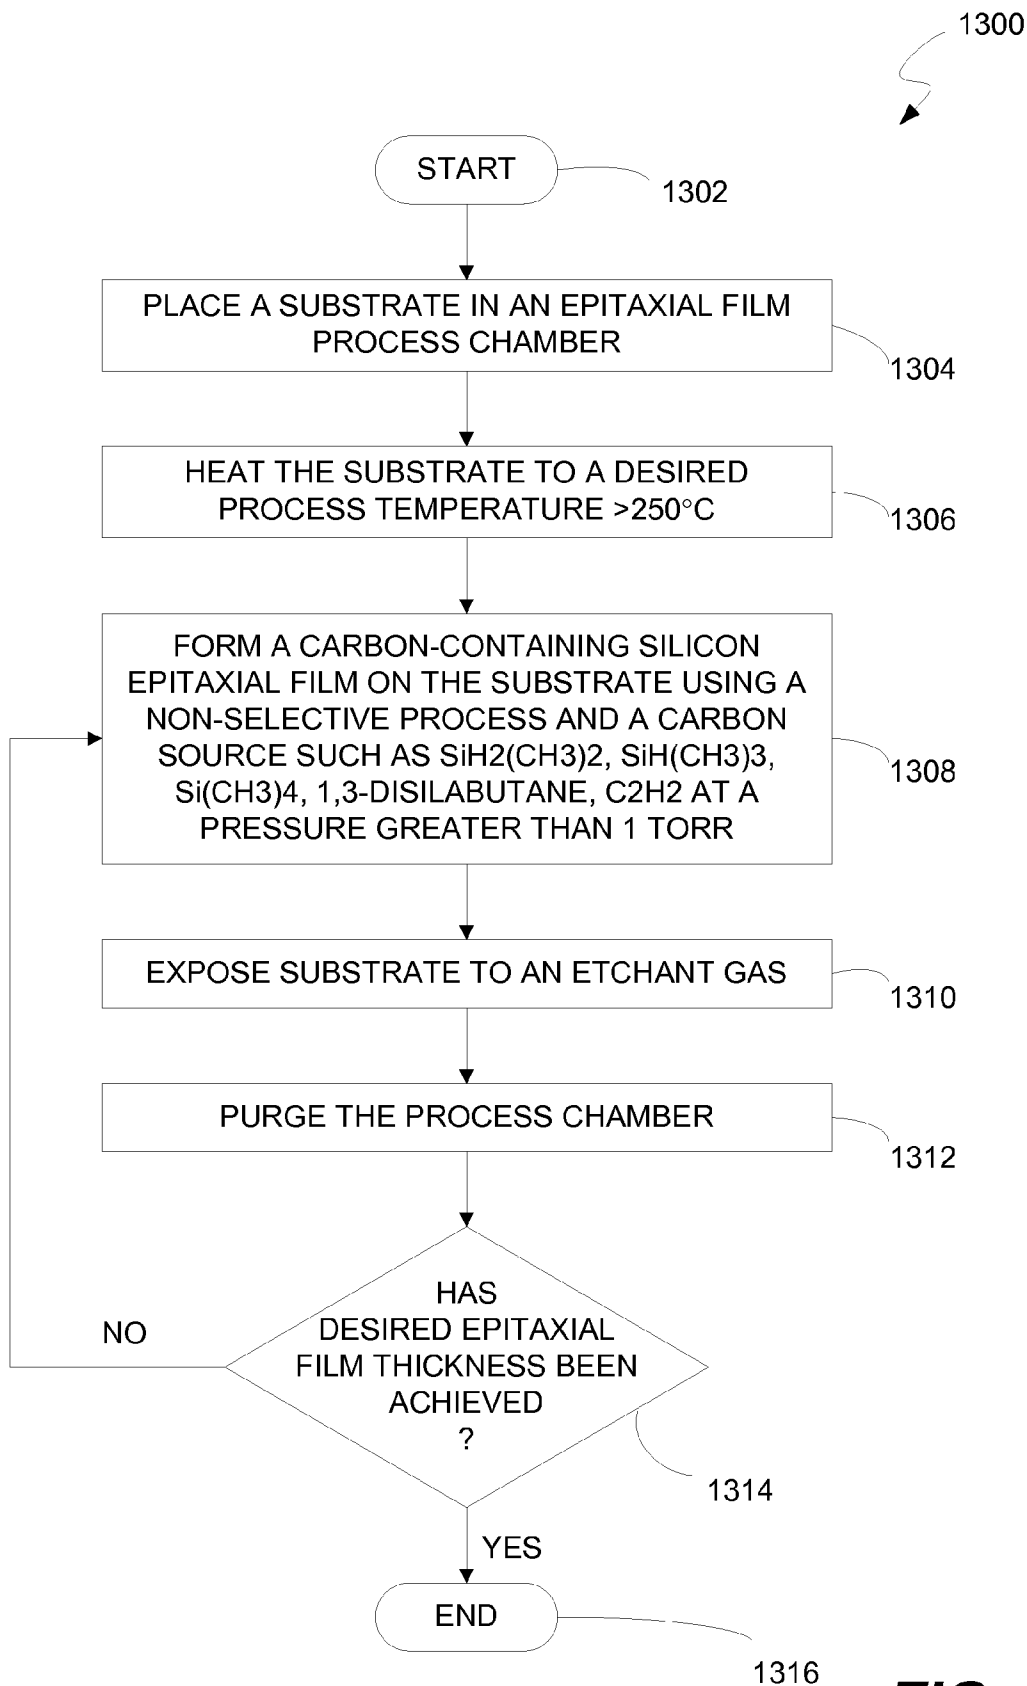 1300
START
1302
PLACE A SUBSTRATE IN AN EPITAXIAL FILM
PROCESS CHAMBER
1304
HEAT THE SUBSTRATE TO A DESIRED
PROCESS TEMPERATURE >250°C
1306
FORM A CARBON-CONTAINING SILICON
EPITAXIAL FILM ON THE SUBSTRATE USING A
NON-SELECTIVE PROCESS AND A CARBON
SOURCE SUCH AS SiH2(CH3)2, SiH(CH3)3,
Si(CH3)4, 1,3-DISILABUTANE, C2H2 AT A
PRESSURE GREATER THAN 1 TORR
1308
EXPOSE SUBSTRATE TO AN ETCHANT GAS
1310
PURGE THE PROCESS CHAMBER
1312
HAS
DESIRED EPITAXIAL
FILM THICKNESS BEEN
ACHIEVED
?
NO
1314
YES
END
1316